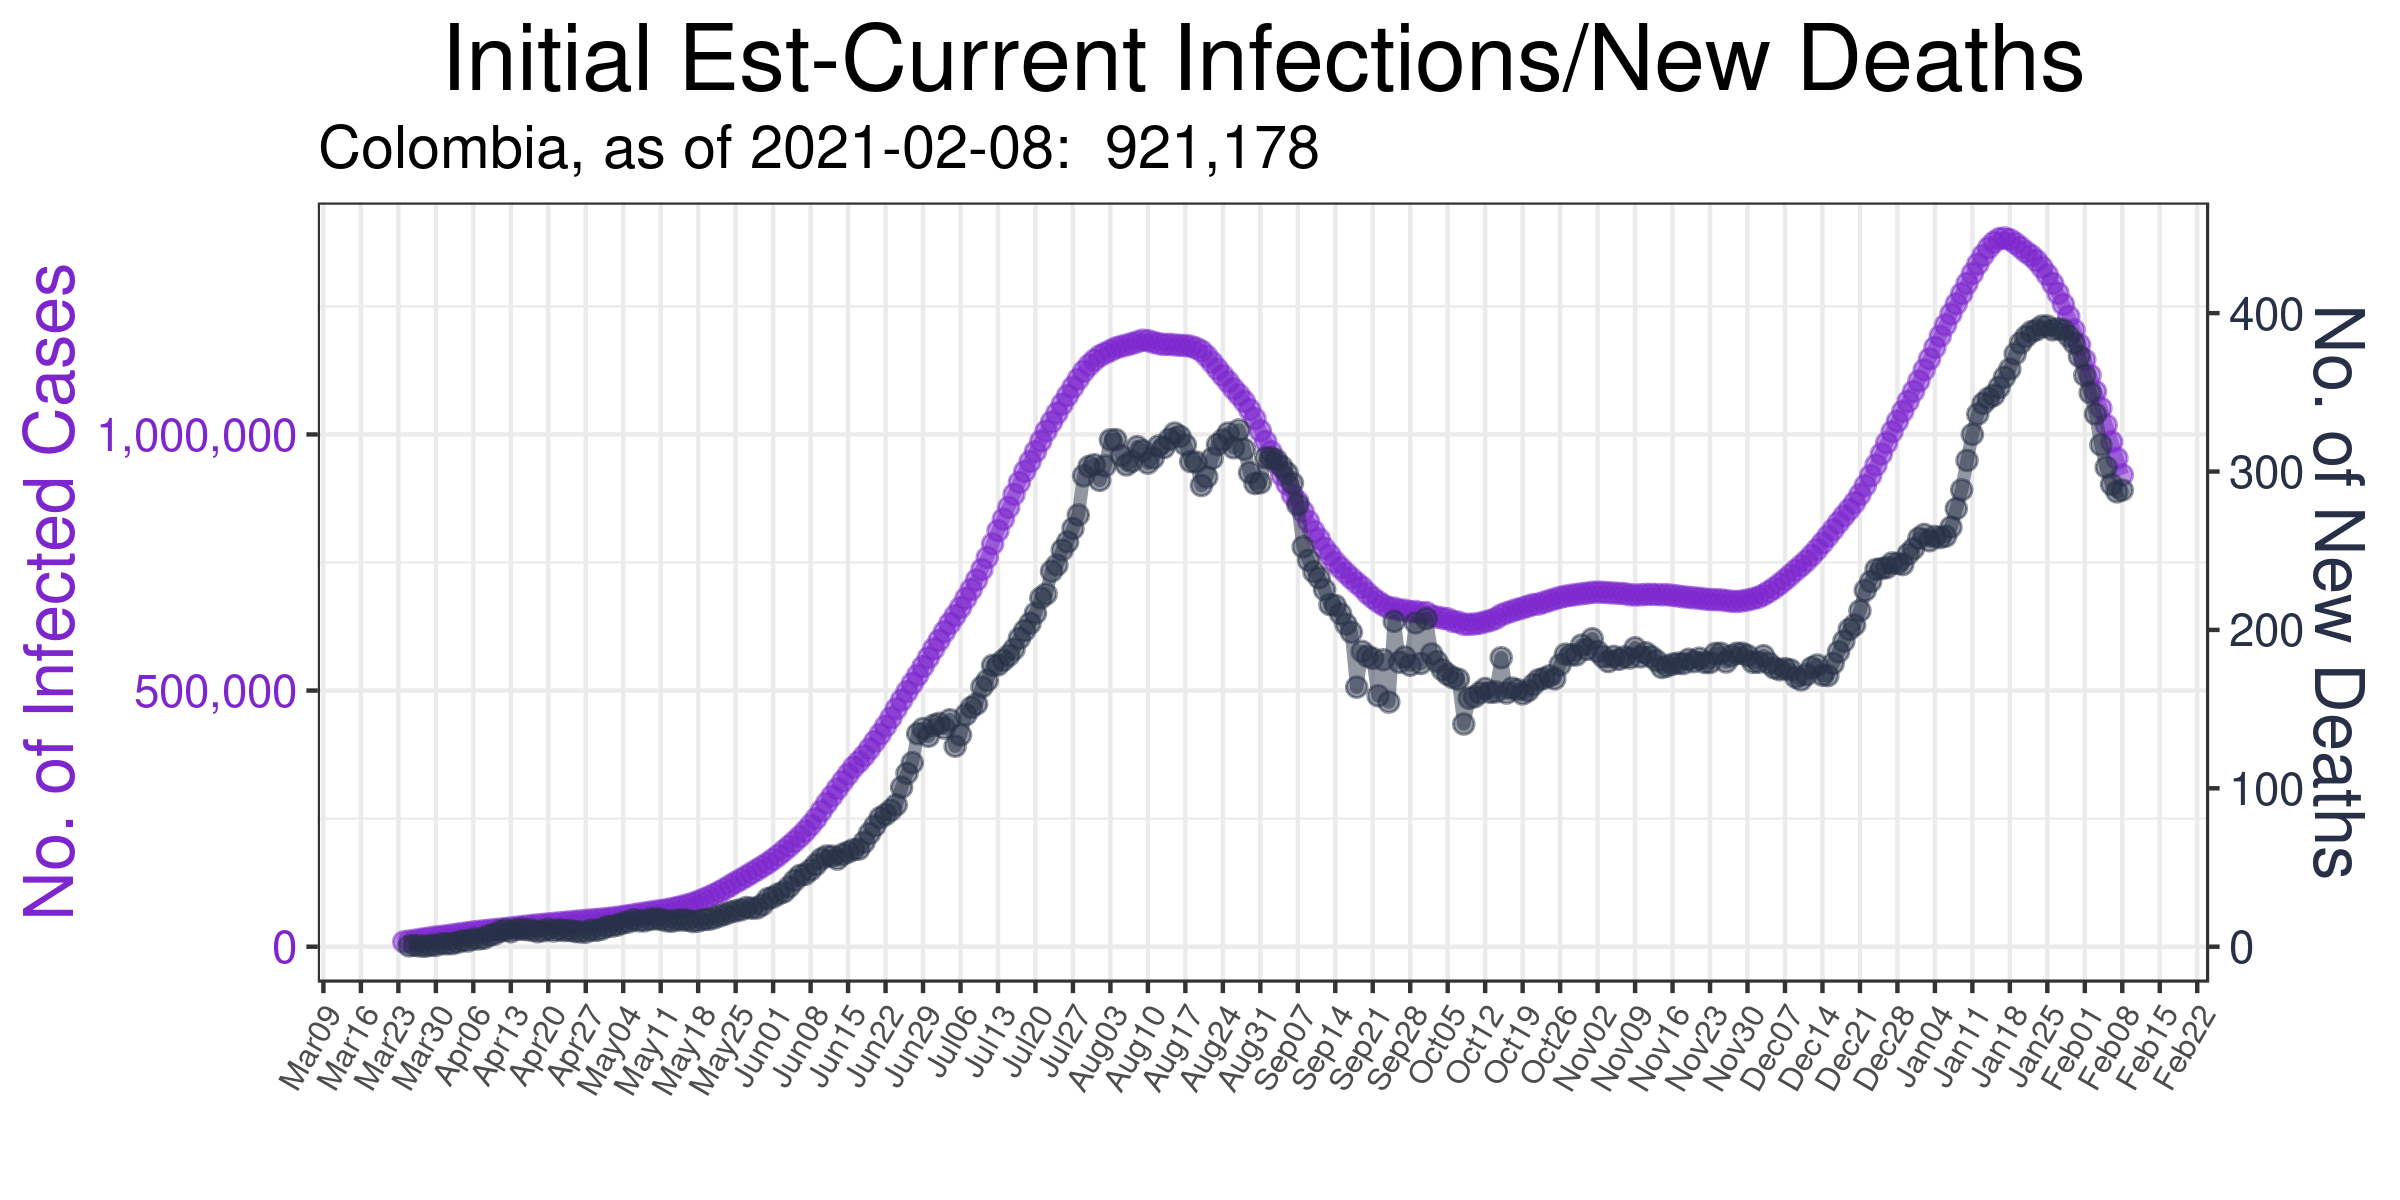 Initial Est-Current Infections/New Deaths
Colombia, as of 2021-02-08:  921,178
No. of Infected Cases
1,000,000
500,000
0
400
300
200
100
0
No. of New Deaths
Mar09
Mar16
Mar23
Mar30
Apr06
Apr13
Apr20
Apr27
May04
May11
May18
May25
Jun01
Jun08
Jun15
Jun22
Jun29
Jul06
Jul13
Jul20
Jul27
Aug03
Aug10
Aug17
Aug24
Aug31
Sep07
Sep14
Sep21
Sep28
Oct05
Oct12
Oct19
Oct26
Nov02
Nov09
Nov16
Nov23
Nov30
Dec07
Dec14
Dec21
Dec28
Jan04
Jan11
Jan18
Jan25
Feb01
Feb08
Feb15
Feb22